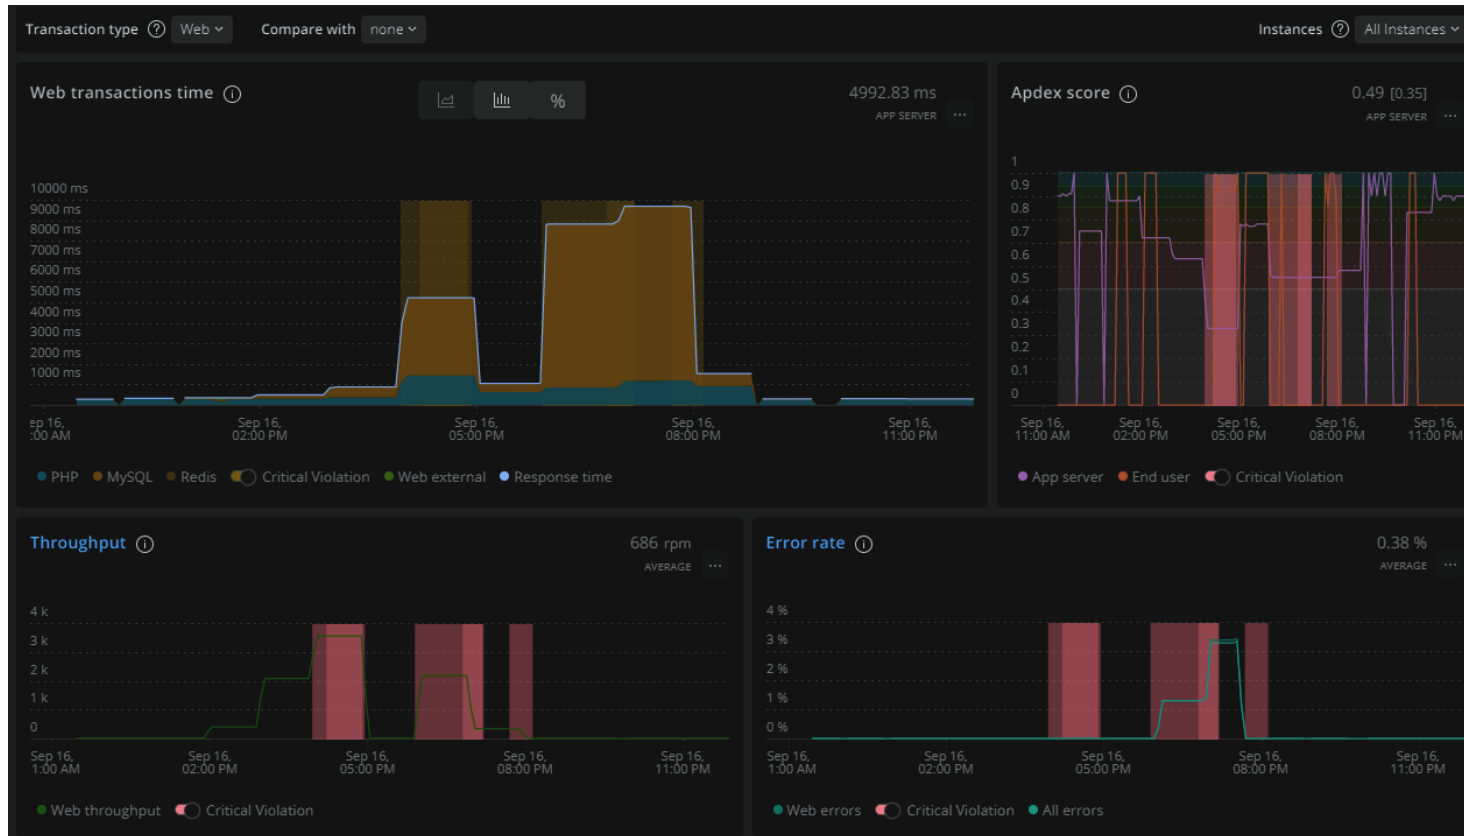 Transaction type ? Web Compare with none Instances ? All Instances
Web transactions time
%
4992.83 ms
APP SERVER
10000 ms
9000 ms
8000 ms
7000 ms
6000 ms
5000 ms
4000 ms
3000 ms
2000 ms
1000 ms
ep 16, Sep 16, Sep 16, Sep 16, Sep 16,
:00 AM 02:00 PM 05:00 PM 08:00 PM 11:00 PM
PHP MySQL Redis Critical Violation Web external Response time
Apdex score
0.49 [0.35]
APP SERVER
1
0.9
0.8
0.7
0.6
0.5
0.4
0.3
0.2
0.1
0
Sep 16, Sep 16, Sep 16, Sep 16, Sep 16,
11:00 AM 02:00 PM 05:00 PM 08:00 PM 11:00 PM
App server End user Critical Violation
Throughput
686 rpm
AVERAGE
4 k
3 k
2 k
1 k
0
Sep 16, Sep 16, Sep 16, Sep 16, Sep 16,
1:00 AM 02:00 PM 05:00 PM 08:00 PM 11:00 PM
Web throughput Critical Violation
Error rate
0.38 %
AVERAGE
4 %
3 %
2 %
1 %
0 %
Sep 16, Sep 16, Sep 16, Sep 16, Sep 16,
1:00 AM 02:00 PM 05:00 PM 08:00 PM 11:00 PM
Web errors Critical Violation All errors